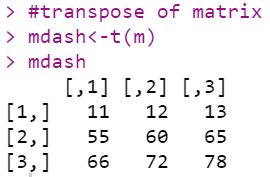 > #transpose of matrix
> mdash<-t(m)
> mdash
     [,1] [,2] [,3]
[1,]   11   12   13
[2,]   55   60   65
[3,]   66   72   78